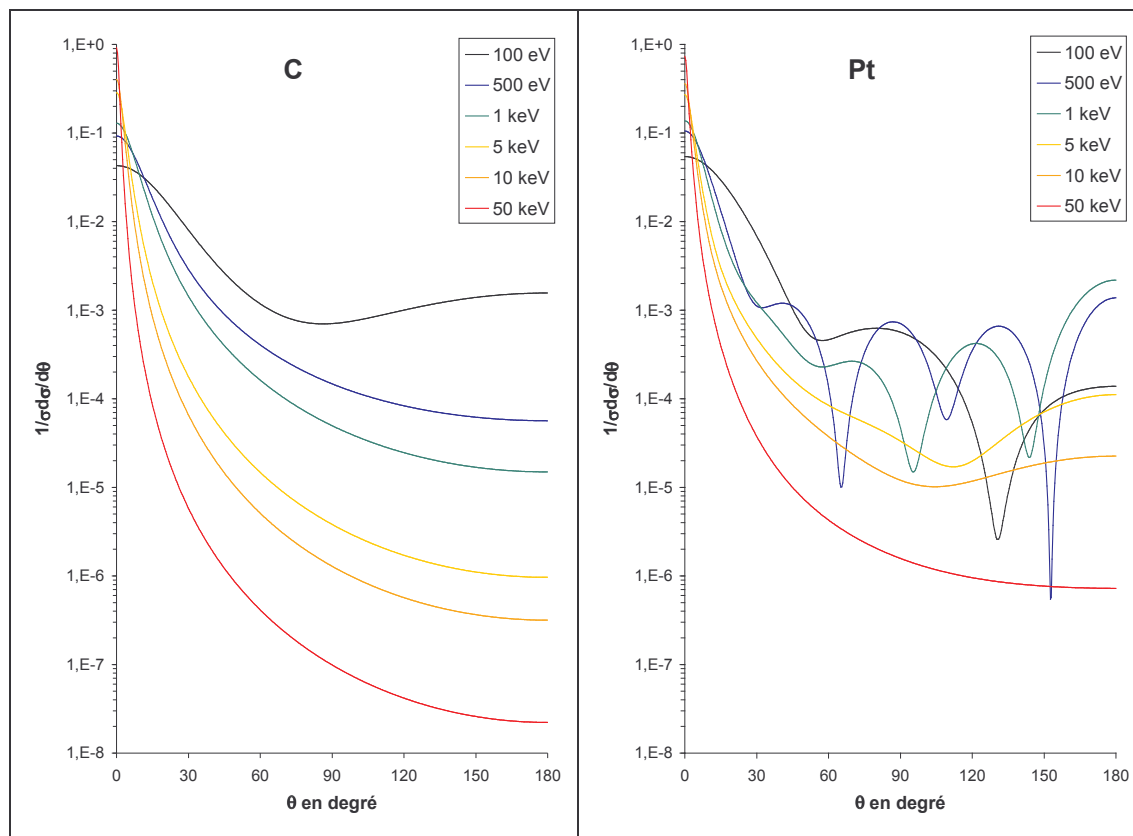 C
100 eV
500 eV
1 keV
5 keV
10 keV
50 keV
1,E+0
1,E-1
1,E-2
1,E-3
1,E-4
1,E-5
1,E-6
1,E-7
1,E-8
1/σdσ/dθ
0 30 60 90 120 150 180
θ en degré
Pt
100 eV
500 eV
1 keV
5 keV
10 keV
50 keV
1,E+0
1,E-1
1,E-2
1,E-3
1,E-4
1,E-5
1,E-6
1,E-7
1,E-8
1/σdσ/dθ
0 30 60 90 120 150 180
θ en degré